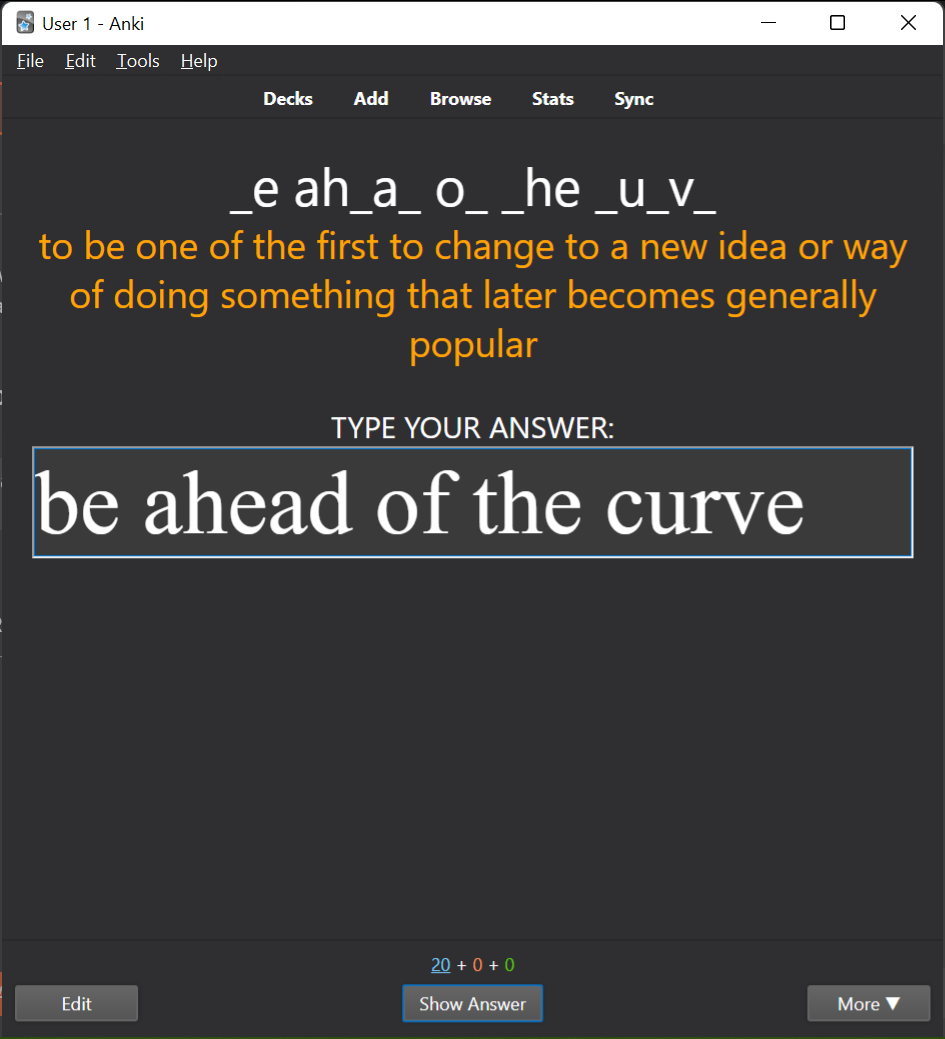 User 1 - Anki
File Edit Tools Help
Decks Add Browse Stats Sync
_e ah_a_ o_ _he _u_v_
to be one of the first to change to a new idea or way
of doing something that later becomes generally
popular
TYPE YOUR ANSWER:
be ahead of the curve
20 + 0 + 0
Edit Show Answer More ▼